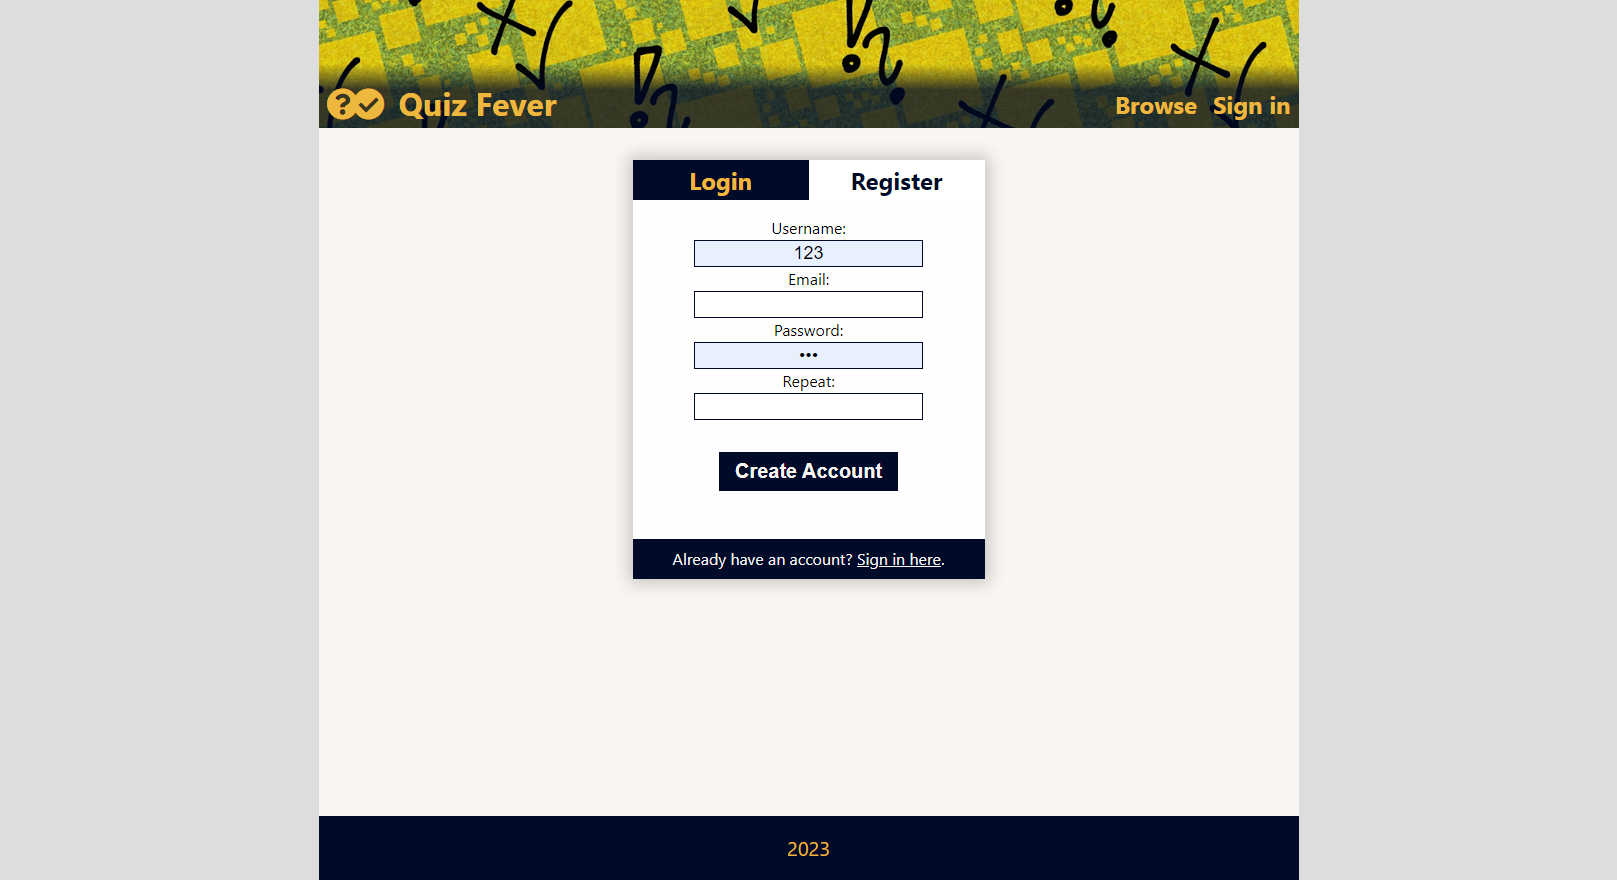 Quiz Fever
Browse Sign in
Login Register
Username:
123
Email:
Password:
•••
Repeat:
Create Account
Already have an account? Sign in here.
2023